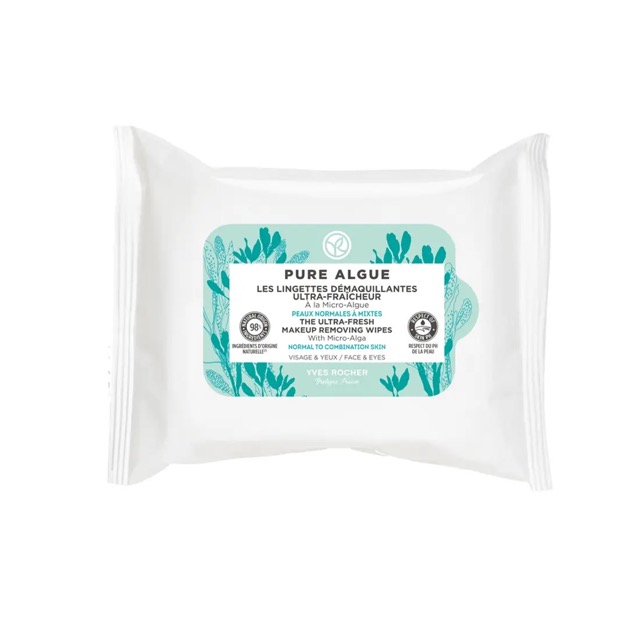 PURE ALGUE
LES LINGETTES DÉMAQUILLANTES
ULTRA-FRAÎCHEUR
À la Micro-Algue
PEAUX NORMALES À MIXTES
THE ULTRA-FRESH
MAKEUP REMOVING WIPES
With Micro-Alga
NORMAL TO COMBINATION SKIN
VISAGE & YEUX / FACE & EYES
98%
INGRÉDIENTS D'ORIGINE
NATURELLE
RESPECT DU PH
DE LA PEAU
YVES ROCHER